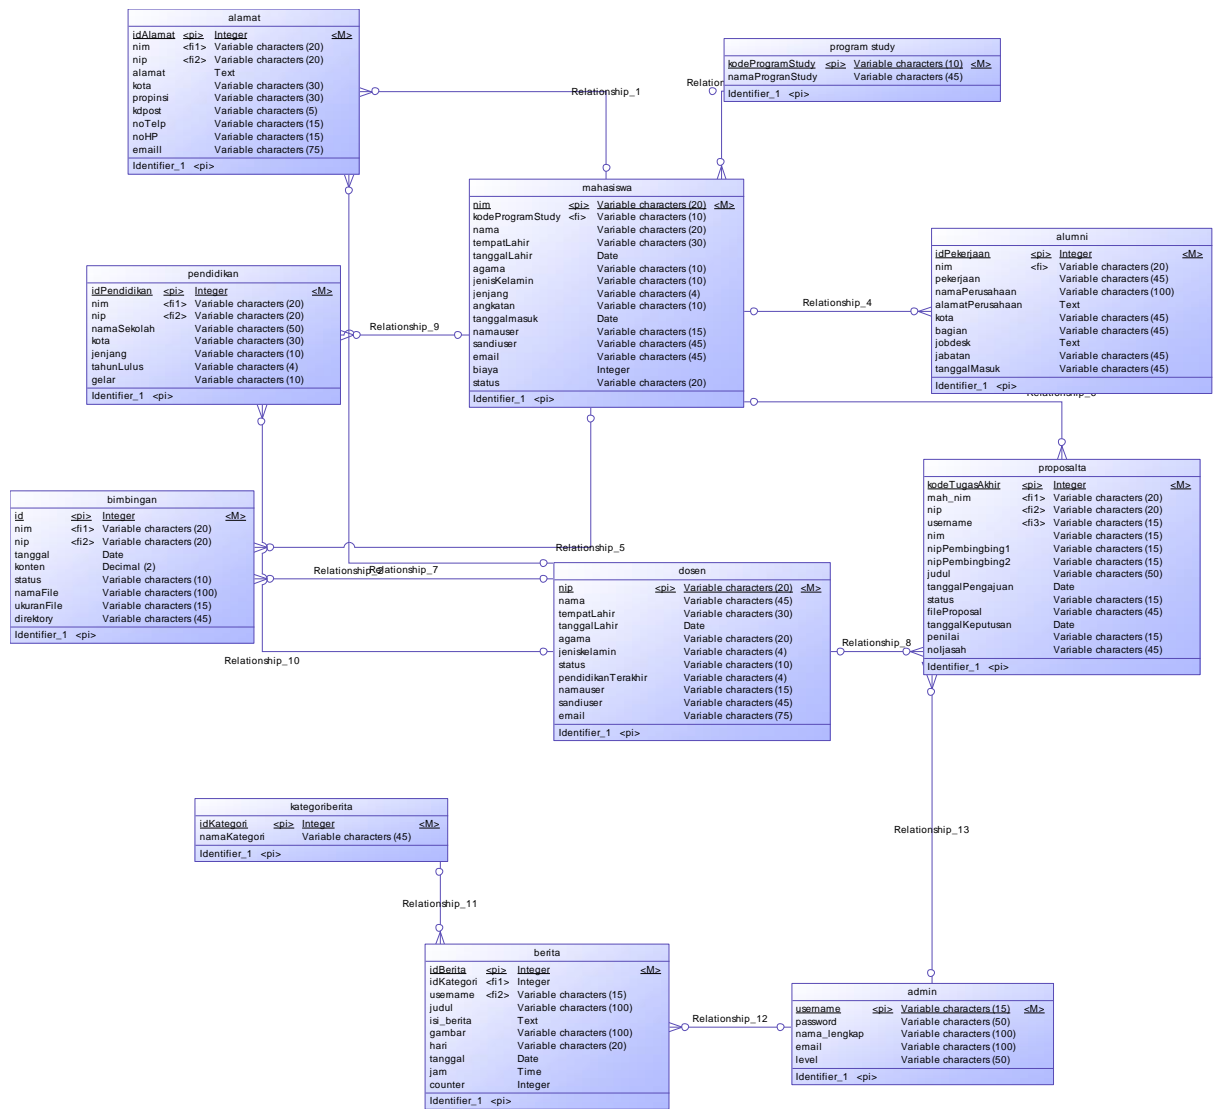 alamat
idAlamat <pi> Integer <M>
nim <fi1> Variable characters (20)
nip <fi2> Variable characters (20)
alamat Text
kota Variable characters (30)
propinsi Variable characters (30)
kdpost Variable characters (5)
noTelp Variable characters (15)
noHP Variable characters (15)
emaill Variable characters (75)
Identifier_1 <pi>
program study
kodeProgramStudy <pi> Variable characters (10) <M>
namaProgranStudy Variable characters (45)
Identifier_1 <pi>
Relationship_1
mahasiswa
nim <pi> Variable characters (20) <M>
kodeProgramStudy <fi> Variable characters (10)
nama Variable characters (20)
tempatLahir Variable characters (30)
tanggalLahir Date
agama Variable characters (10)
jenisKelamin Variable characters (10)
jenjang Variable characters (4)
angkatan Variable characters (10)
tanggalmasuk Date
namauser Variable characters (15)
sandiuser Variable characters (45)
email Variable characters (45)
biaya Integer
status Variable characters (20)
Identifier_1 <pi>
alumni
idPekerjaan <pi> Integer <M>
nim <fi> Variable characters (20)
pekerjaan Variable characters (45)
namaPerusahaan Variable characters (100)
alamatPerusahaan Text
kota Variable characters (45)
bagian Variable characters (45)
jobdesk Text
jabatan Variable characters (45)
tanggalMasuk Variable characters (45)
Identifier_1 <pi>
pendidikan
idPendidikan <pi> Integer <M>
nim <fi1> Variable characters (20)
nip <fi2> Variable characters (20)
namaSekolah Variable characters (50)
kota Variable characters (30)
jenjang Variable characters (10)
tahunLulus Variable characters (4)
gelar Variable characters (10)
Identifier_1 <pi>
Relationship_9
Relationship_4
proposalta
kodeTugasAkhir <pi> Integer <M>
mah_nim <fi1> Variable characters (20)
nip <fi2> Variable characters (20)
username <fi3> Variable characters (15)
nim Variable characters (15)
nipPembingbing1 Variable characters (15)
nipPembingbing2 Variable characters (15)
judul Variable characters (50)
tanggalPengajuan Date
status Variable characters (15)
fileProposal Variable characters (45)
tanggalKeputusan Date
penilai Variable characters (15)
noIjasah Variable characters (45)
Identifier_1 <pi>
bimbingan
id <pi> Integer <M>
nim <fi1> Variable characters (20)
nip <fi2> Variable characters (20)
tanggal Date
konten Decimal (2)
status Variable characters (10)
namaFile Variable characters (100)
ukuranFile Variable characters (15)
direktory Variable characters (45)
Identifier_1 <pi>
Relationship_5
Relationship_7
dosen
nip <pi> Variable characters (20) <M>
nama Variable characters (45)
tempatLahir Variable characters (30)
tanggalLahir Date
agama Variable characters (20)
jeniskelamin Variable characters (4)
status Variable characters (10)
pendidikanTerakhir Variable characters (4)
namauser Variable characters (15)
sandiuser Variable characters (45)
email Variable characters (75)
Identifier_1 <pi>
Relationship_8
Relationship_10
kategoriberita
idKategori <pi> Integer <M>
namaKategori Variable characters (45)
Identifier_1 <pi>
Relationship_13
Relationship_11
berita
idBerita <pi> Integer <M>
idKategori <fi1> Integer
username <fi2> Variable characters (15)
judul Variable characters (100)
isi_berita Text
gambar Variable characters (100)
hari Variable characters (20)
tanggal Date
jam Time
counter Integer
Identifier_1 <pi>
Relationship_12
admin
username <pi> Variable characters (15) <M>
password Variable characters (50)
nama_lengkap Variable characters (100)
email Variable characters (100)
level Variable characters (50)
Identifier_1 <pi>